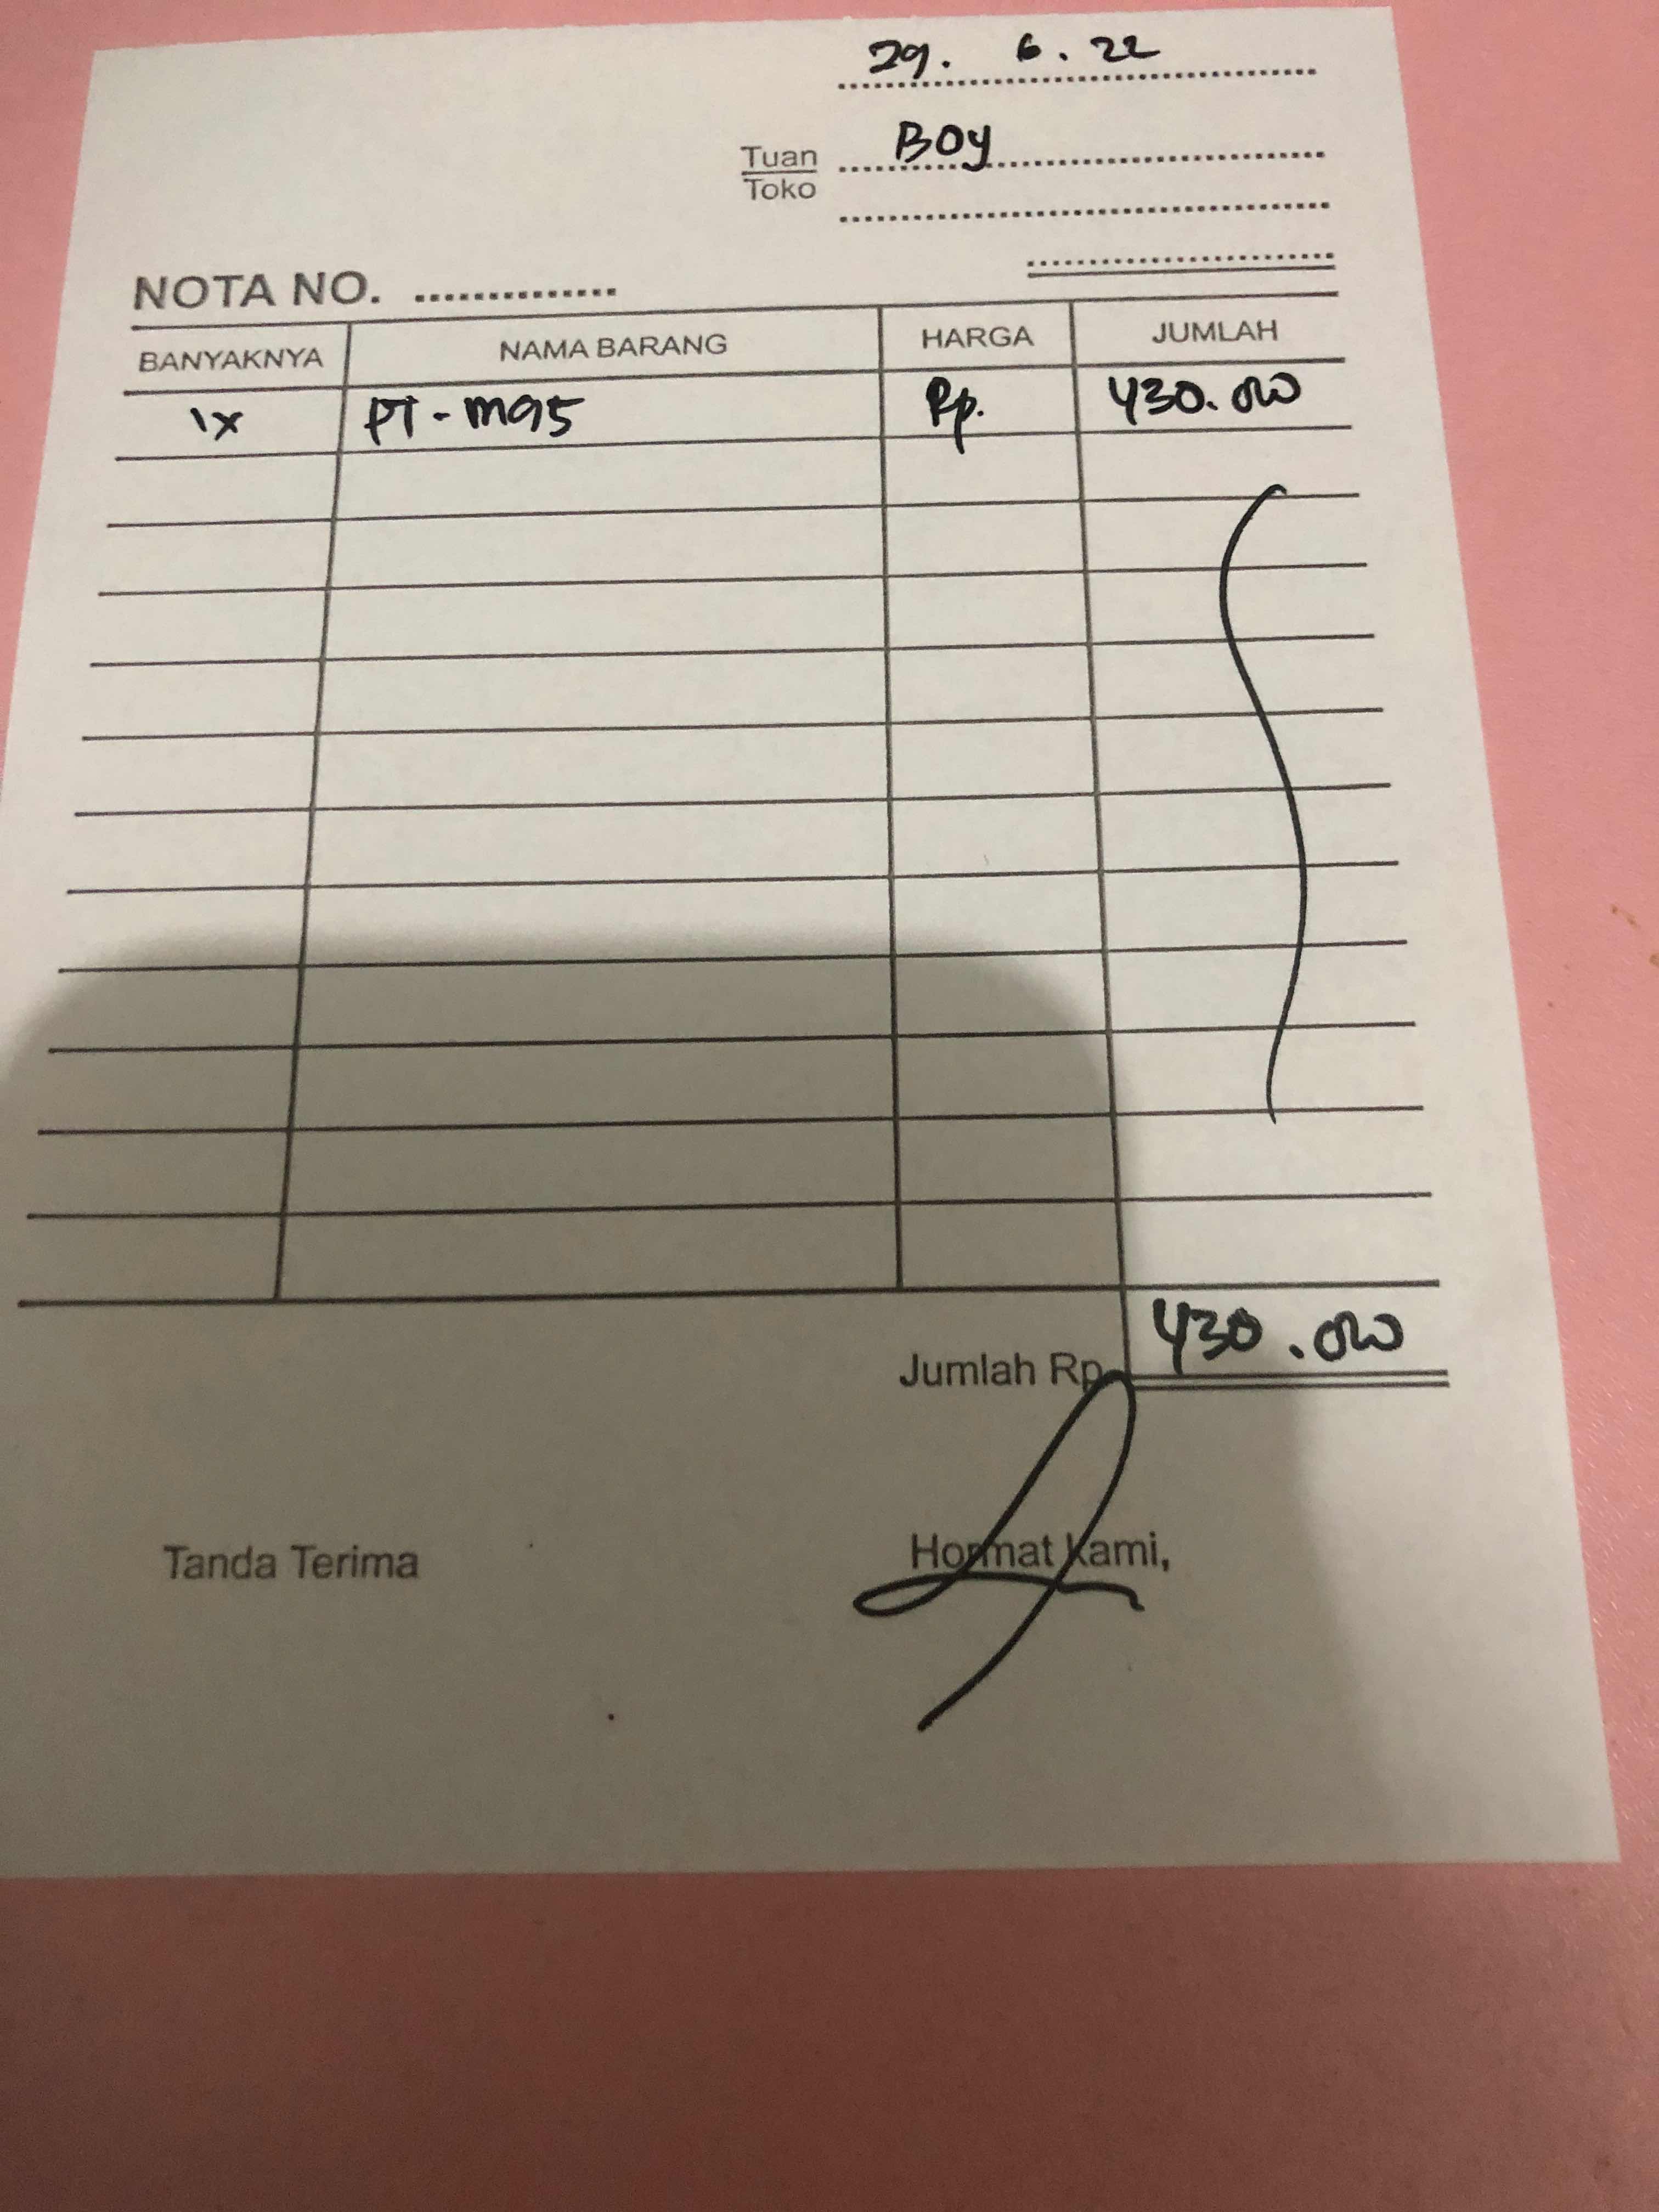 29. 6. 22
Tuan Boy
Toko
NOTA NO. ..............
BANYAKNYA NAMA BARANG HARGA JUMLAH
1x PT - M95 Rp. 430.000
Jumlah Rp. 430.000
Tanda Terima Hormat kami,